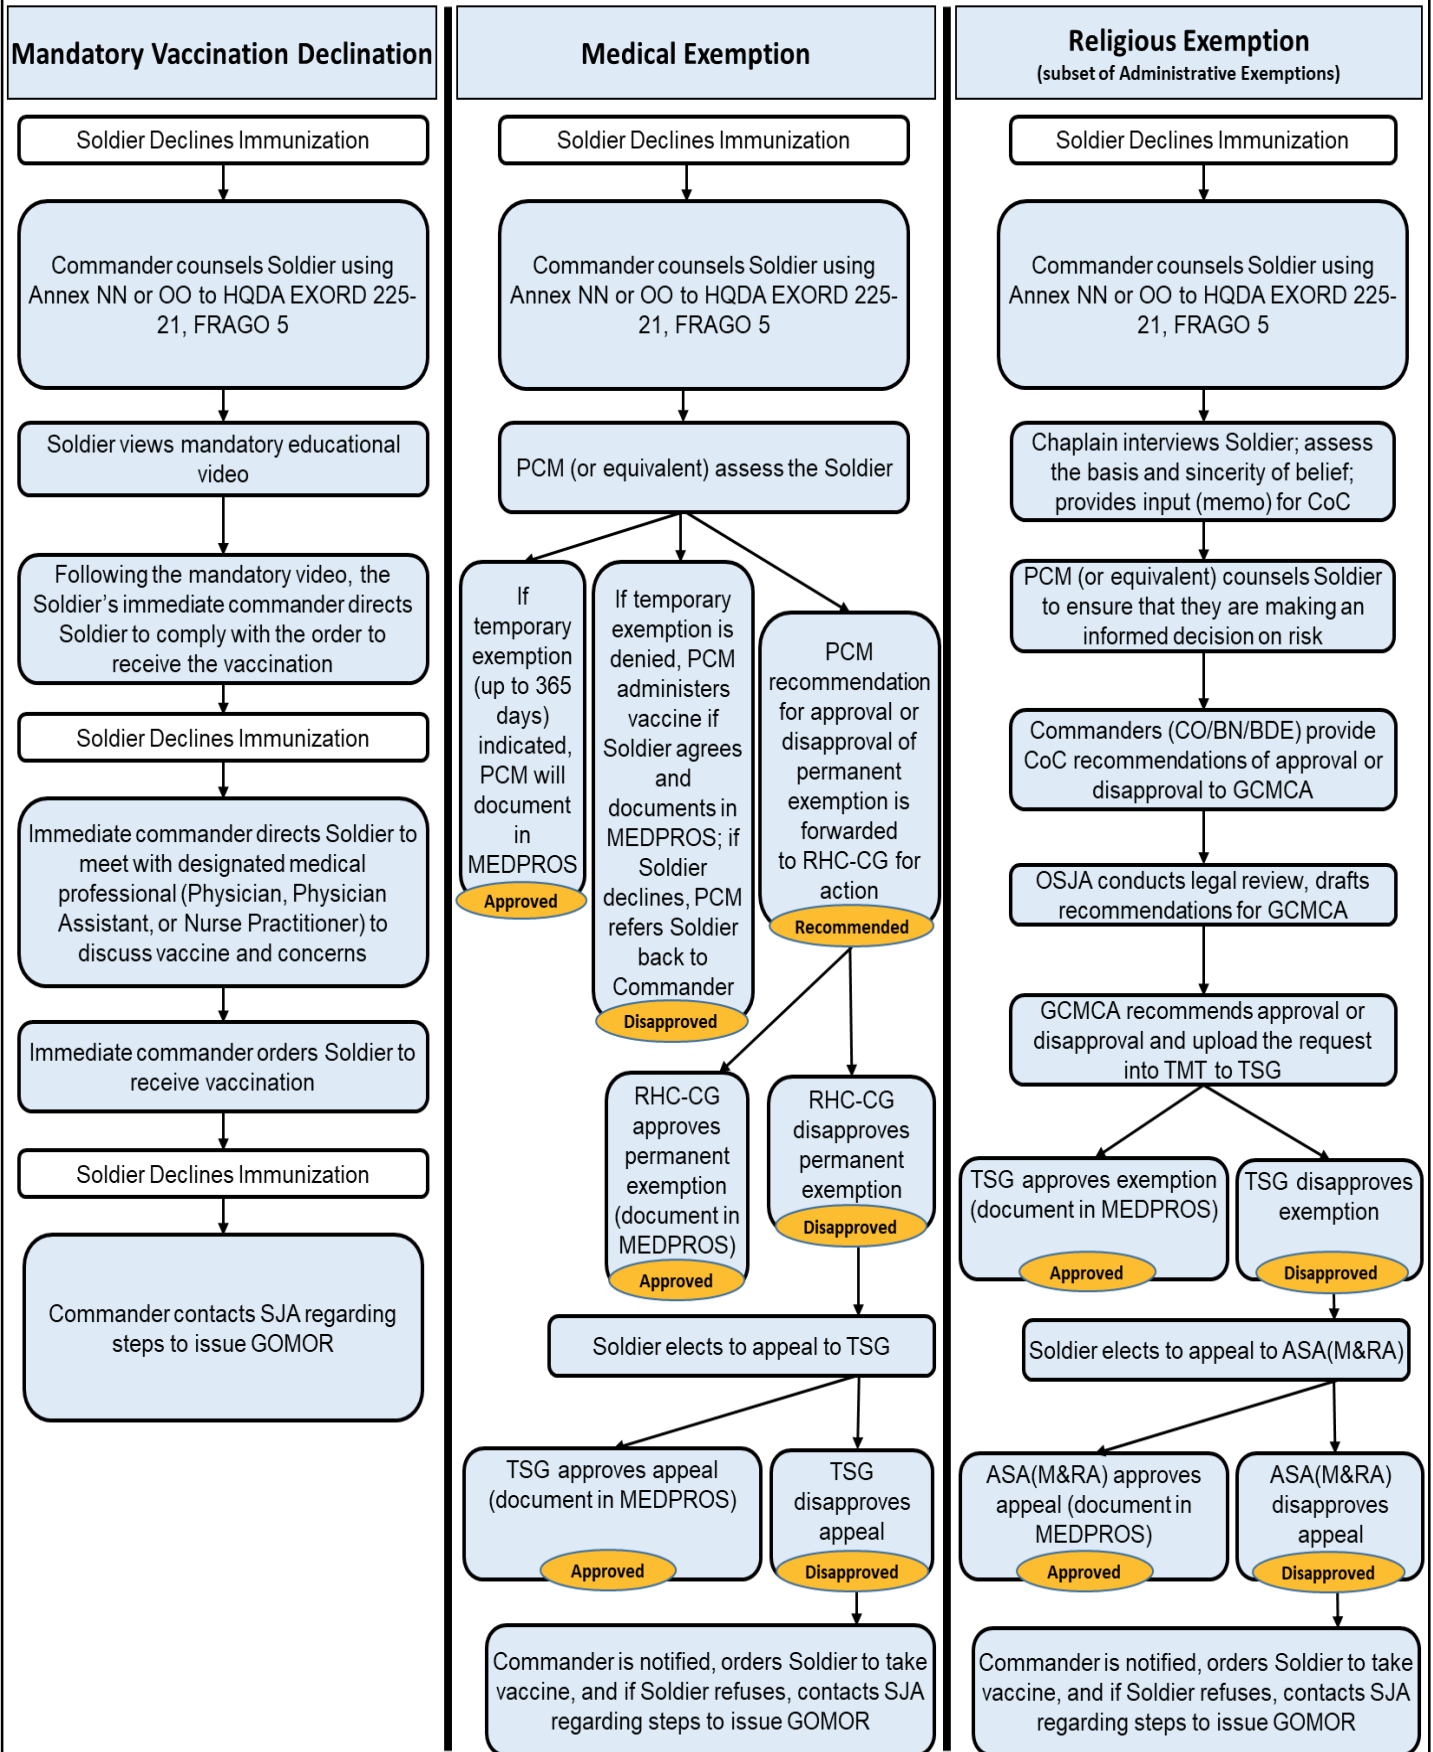 Mandatory Vaccination Declination
Soldier Declines Immunization
Commander counsels Soldier using
Annex NN or OO to HQDA EXORD 225-
21, FRAGO 5
Soldier views mandatory educational
video
Following the mandatory video, the
Soldier's immediate commander directs
Soldier to comply with the order to
receive the vaccination
Soldier Declines Immunization
Immediate commander directs Soldier to
meet with designated medical
professional (Physician, Physician
Assistant, or Nurse Practitioner) to
discuss vaccine and concerns
Immediate commander orders Soldier to
receive vaccination
Soldier Declines Immunization
Commander contacts SJA regarding
steps to issue GOMOR
Medical Exemption
Soldier Declines Immunization
Commander counsels Soldier using
Annex NN or OO to HQDA EXORD 225-
21, FRAGO 5
PCM (or equivalent) assess the Soldier
If
temporary
exemption
(up to 365
days)
indicated,
PCM will
document
in
MEDPROS
Approved
If temporary
exemption is
denied, PCM
administers
vaccine if
Soldier agrees
and
documents in
MEDPROS; if
Soldier
declines, PCM
refers Soldier
back to
Commander
Disapproved
PCM
recommendation
for approval or
disapproval of
permanent
exemption is
forwarded
to RHC-CG for
action
Recommended
RHC-CG
approves
permanent
exemption
(document in
MEDPROS)
Approved
RHC-CG
disapproves
permanent
exemption
Disapproved
Soldier elects to appeal to TSG
TSG approves appeal
(document in MEDPROS)
Approved
TSG
disapproves
appeal
Disapproved
Commander is notified, orders Soldier to take
vaccine, and if Soldier refuses, contacts SJA
regarding steps to issue GOMOR
Religious Exemption
(subset of Administrative Exemptions)
Soldier Declines Immunization
Commander counsels Soldier using
Annex NN or OO to HQDA EXORD 225-
21, FRAGO 5
Chaplain interviews Soldier; assess
the basis and sincerity of belief;
provides input (memo) for CoC
PCM (or equivalent) counsels Soldier
to ensure that they are making an
informed decision on risk
Commanders (CO/BN/BDE) provide
CoC recommendations of approval or
disapproval to GCMCA
OSJA conducts legal review, drafts
recommendations for GCMCA
GCMCA recommends approval or
disapproval and upload the request
into TMT to TSG
TSG approves exemption
(document in MEDPROS)
Approved
TSG disapproves
exemption
Disapproved
Soldier elects to appeal to ASA(M&RA)
ASA(M&RA) approves
appeal (document in
MEDPROS)
Approved
ASA(M&RA)
disapproves
appeal
Disapproved
Commander is notified, orders Soldier to take
vaccine, and if Soldier refuses, contacts SJA
regarding steps to issue GOMOR